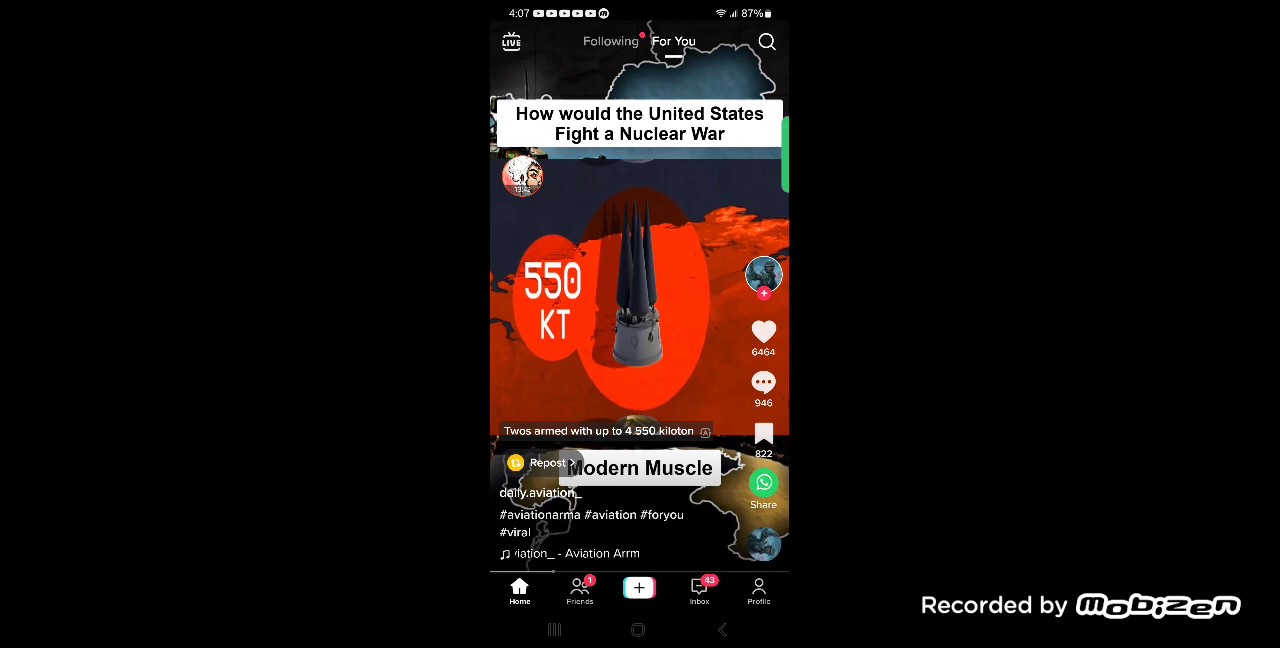 4:07
87%
LIVE
Following
For You
How would the United States
Fight a Nuclear War
13:42
550
KT
6464
946
Twos armed with up to 4 550 kiloton
822
Repost
Modern Muscle
daily.aviation_
Share
#aviationarma #aviation #foryou
#viral
iation_ - Aviation Arrm
1
43
Home
Friends
Inbox
Profile
Recorded by mobizen